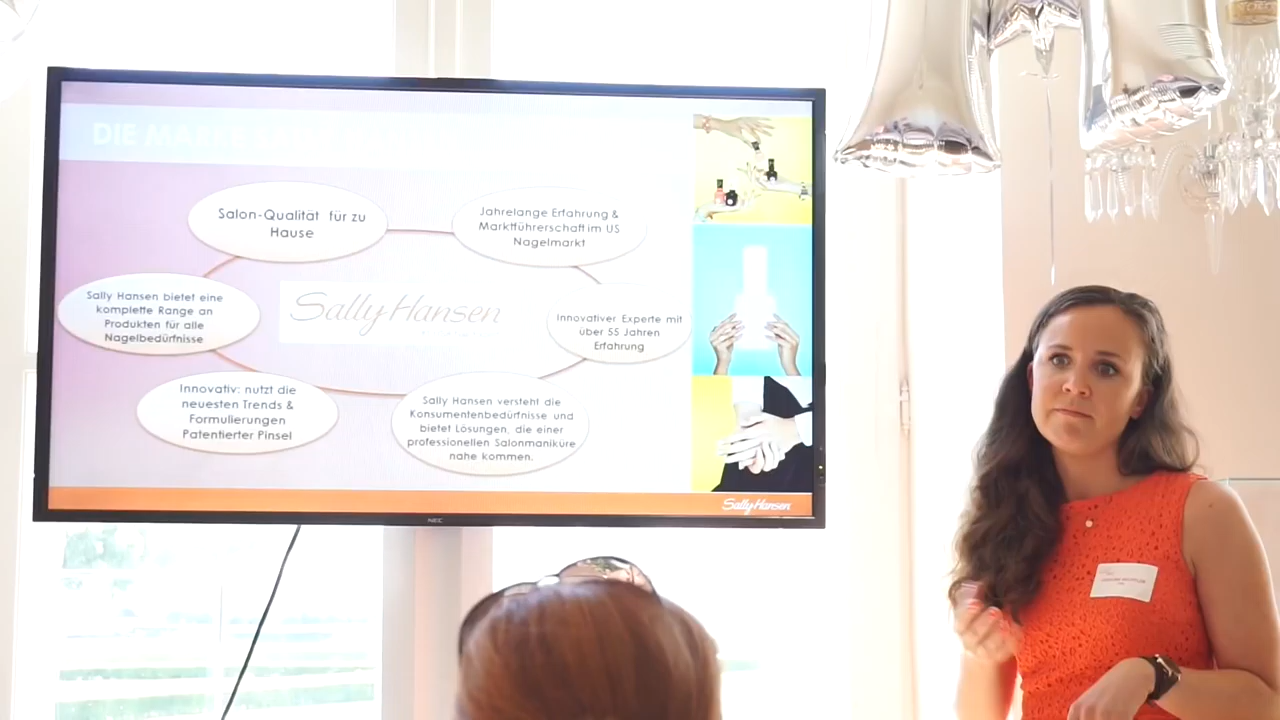 DIE
Salon-Qualität für zu
Hause
Jahrelange Erfahrung &
Marktführerschaft im US
Nagelmarkt
Sally Hansen bietet eine
komplette Range an
Produkten für alle
Nagelbedürfnisse
Sally Hansen
Innovativer Experte mit
über 55 Jahren
Erfahrung
Innovativ: nutzt die
neuesten Trends &
Formulierungen
Patentierter Pinsel
Sally Hansen versteht die
Konsumentenbedürfnisse und
bietet Lösungen, die einer
professionellen Salonmaniküre
nahe kommen.
Sally Hansen
NEC